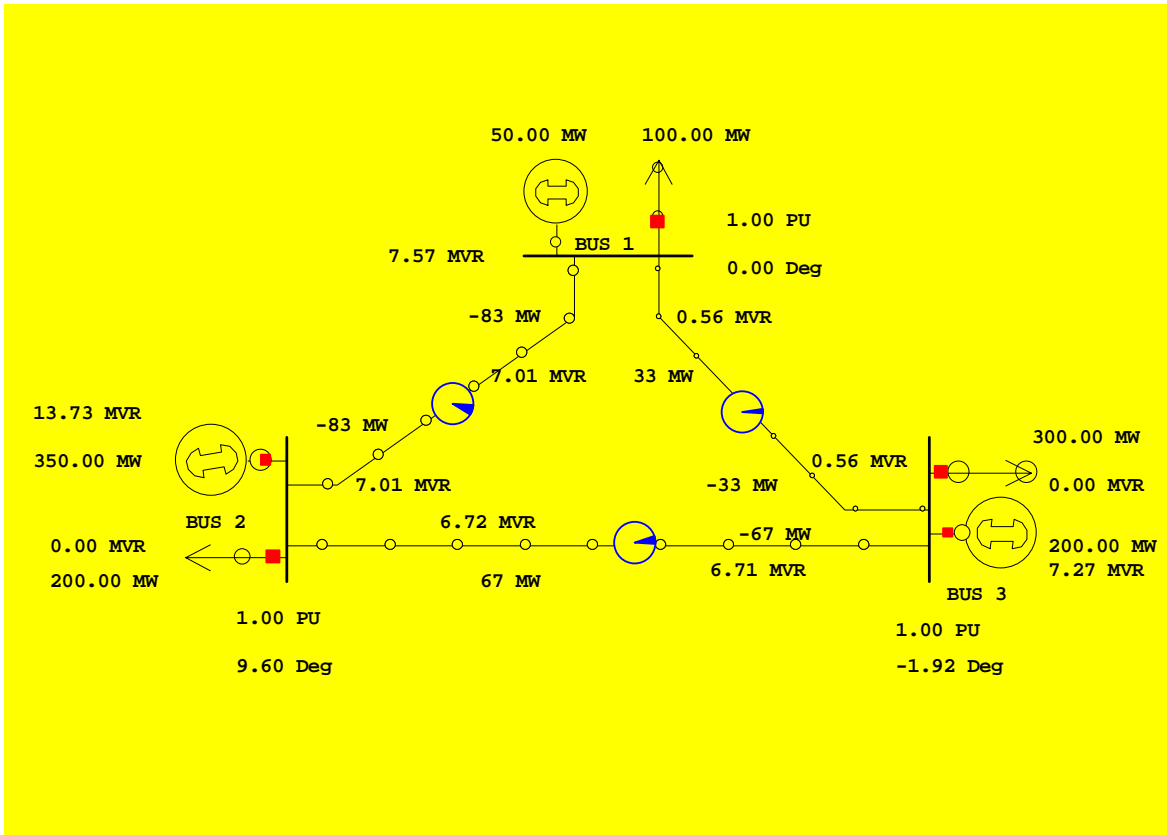 50.00 MW
100.00 MW
1.00 PU
BUS 1
7.57 MVR
0.00 Deg
-83 MW
0.56 MVR
7.01 MVR
33 MW
13.73 MVR
-83 MW
300.00 MW
350.00 MW
0.56 MVR
7.01 MVR
-33 MW
0.00 MVR
BUS 2
6.72 MVR
-67 MW
0.00 MVR
200.00 MW
6.71 MVR
7.27 MVR
200.00 MW
67 MW
BUS 3
1.00 PU
1.00 PU
9.60 Deg
-1.92 Deg